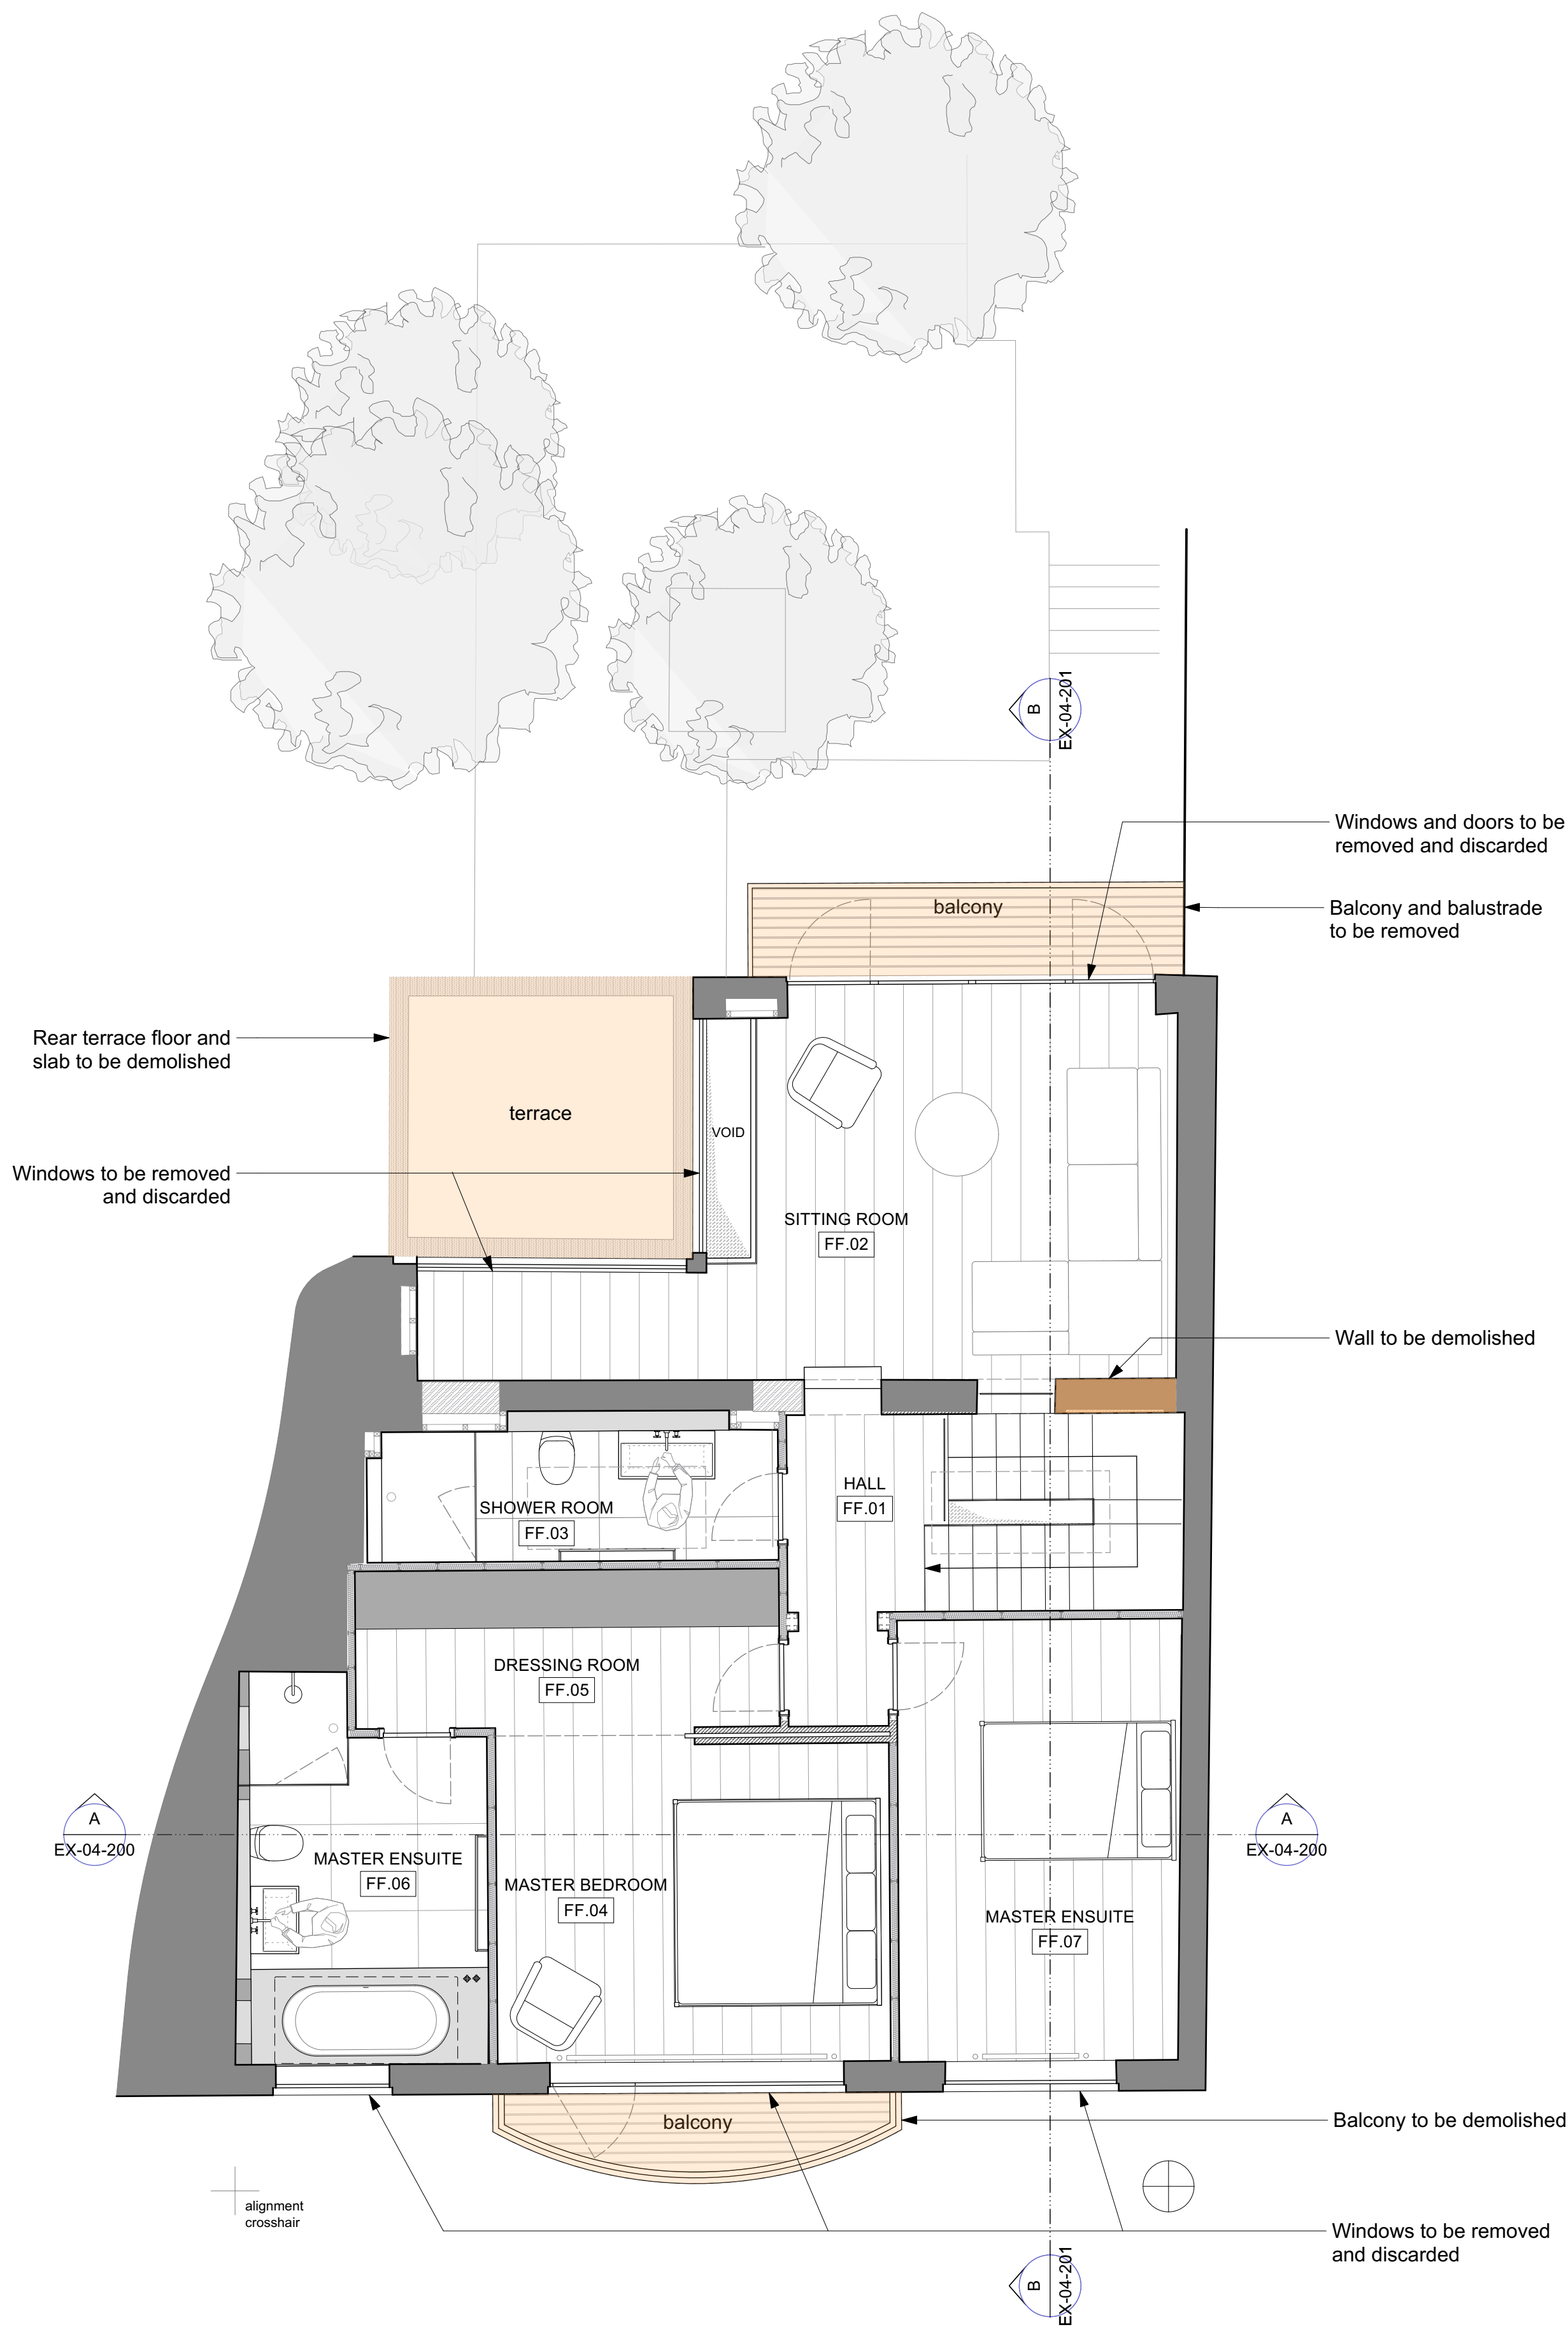 B
EX-04-201
Windows and doors to be
removed and discarded
balcony
Balcony and balustrade
to be removed
Rear terrace floor and
slab to be demolished
terrace
VOID
Windows to be removed
and discarded
SITTING ROOM
FF.02
Wall to be demolished
HALL
FF.01
SHOWER ROOM
FF.03
DRESSING ROOM
FF.05
A
EX-04-200
A
EX-04-200
MASTER ENSUITE
FF.06
MASTER BEDROOM
FF.04
MASTER ENSUITE
FF.07
balcony
Balcony to be demolished
alignment
crosshair
Windows to be removed
and discarded
B
EX-04-201